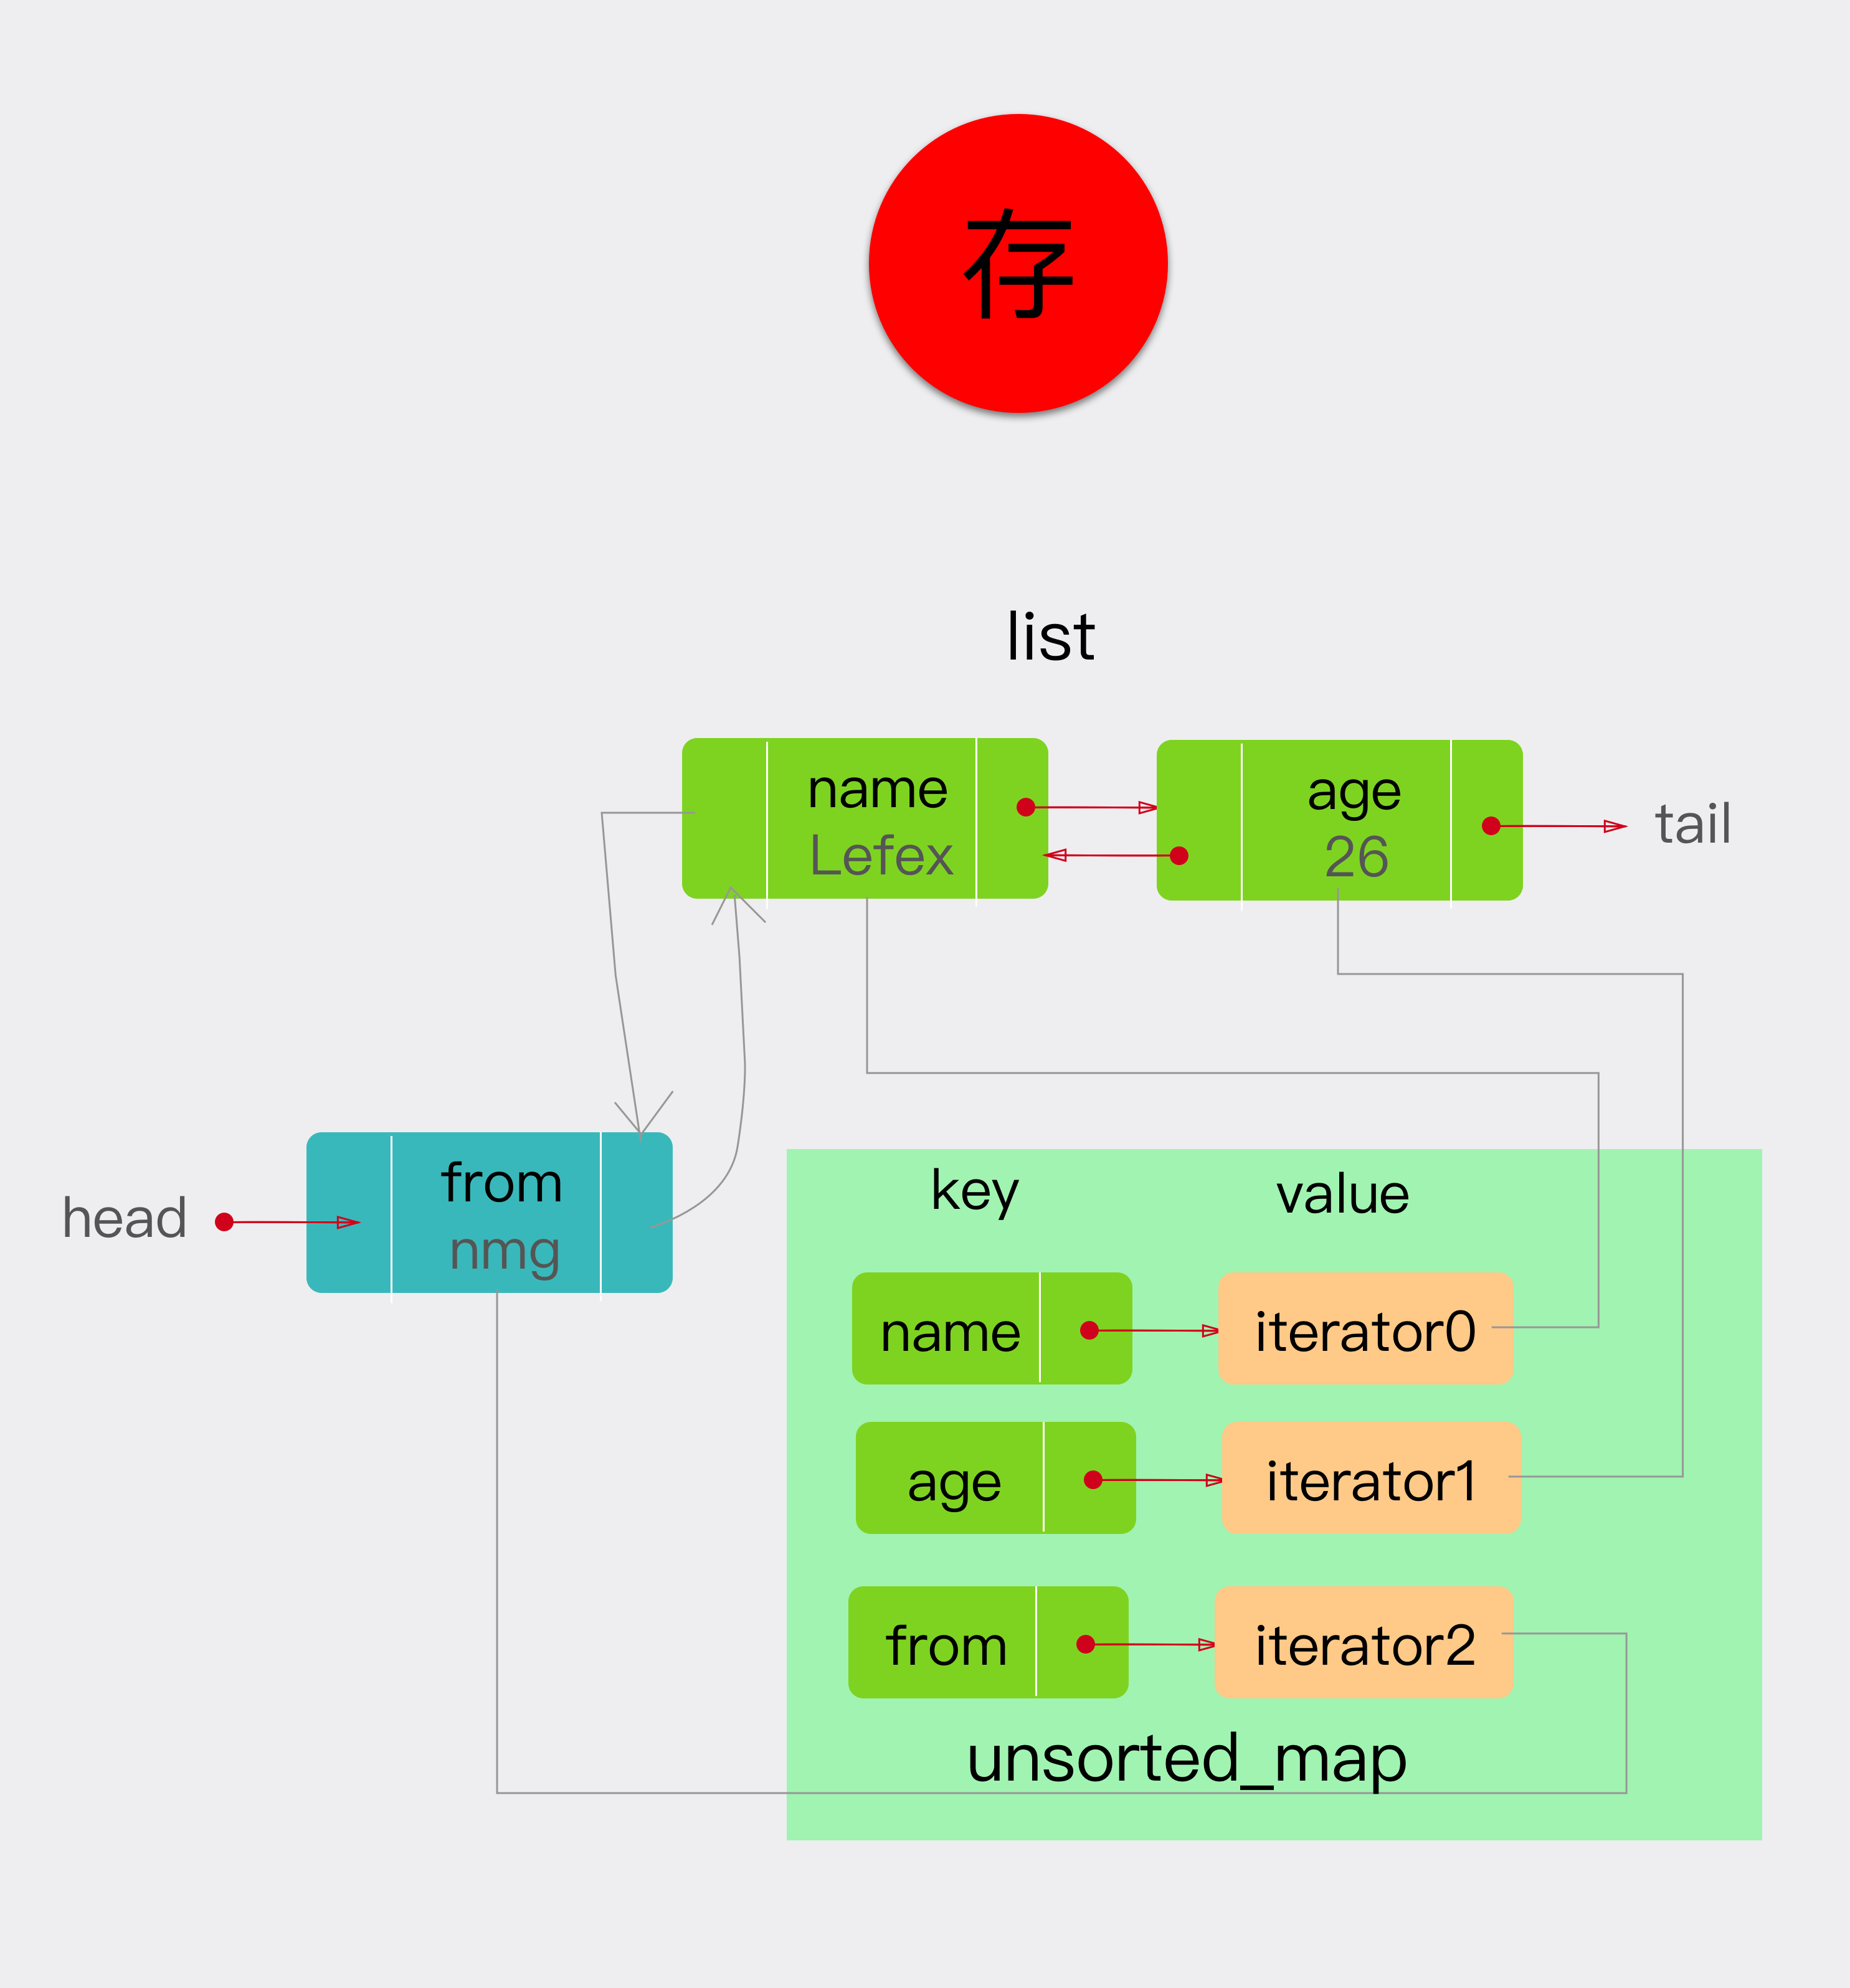 存
list
name
Lefex
age
26
tail
head
from
nmg
key
value
name
iterator0
age
iterator1
from
iterator2
unsorted_map